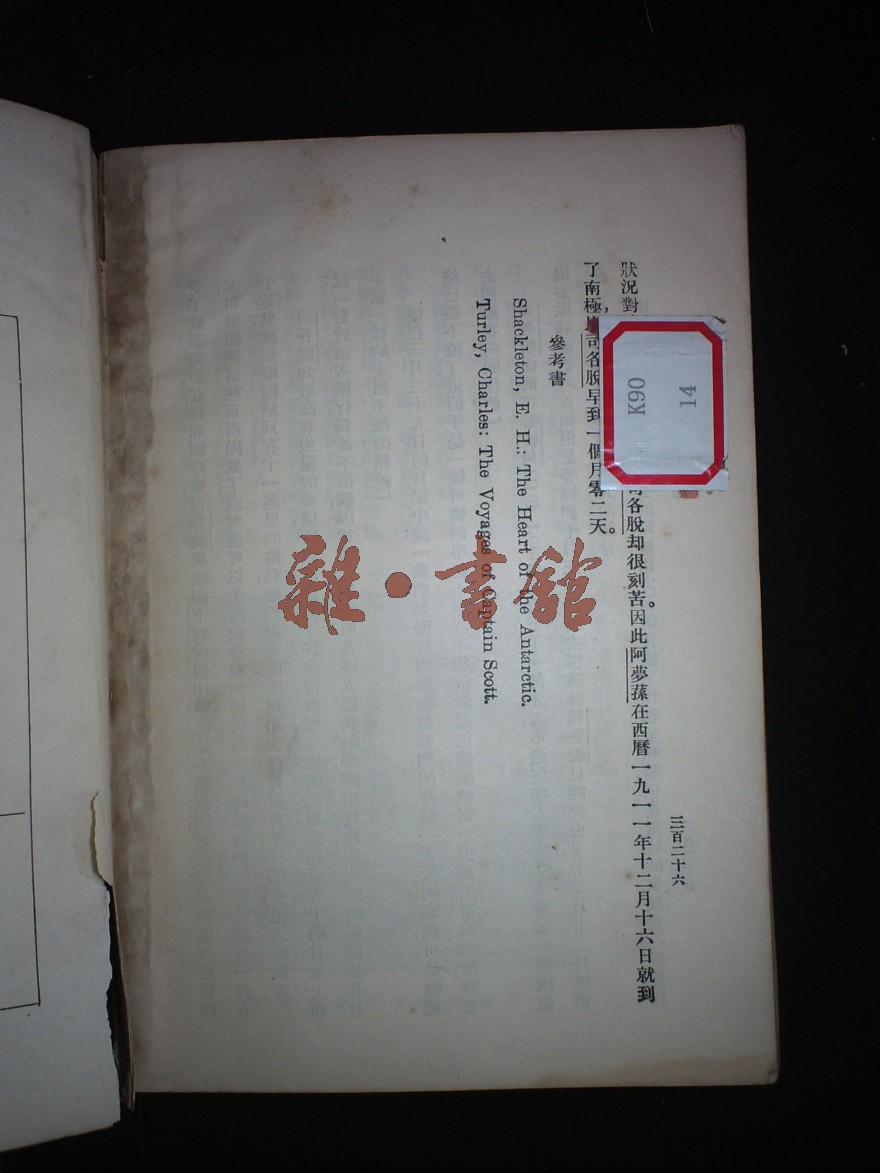 三百二十六
狀況對
各脫却很刻苦。因此阿夢蓀在西曆一九一一年十二月十六日就到
了南極,比司各脫早到一個月零二天。
參考書
Shackleton, E. H.: The Heart of the Antarctic.
Turley, Charles: The Voyages of Captain Scott.
K90
14
雜·書館